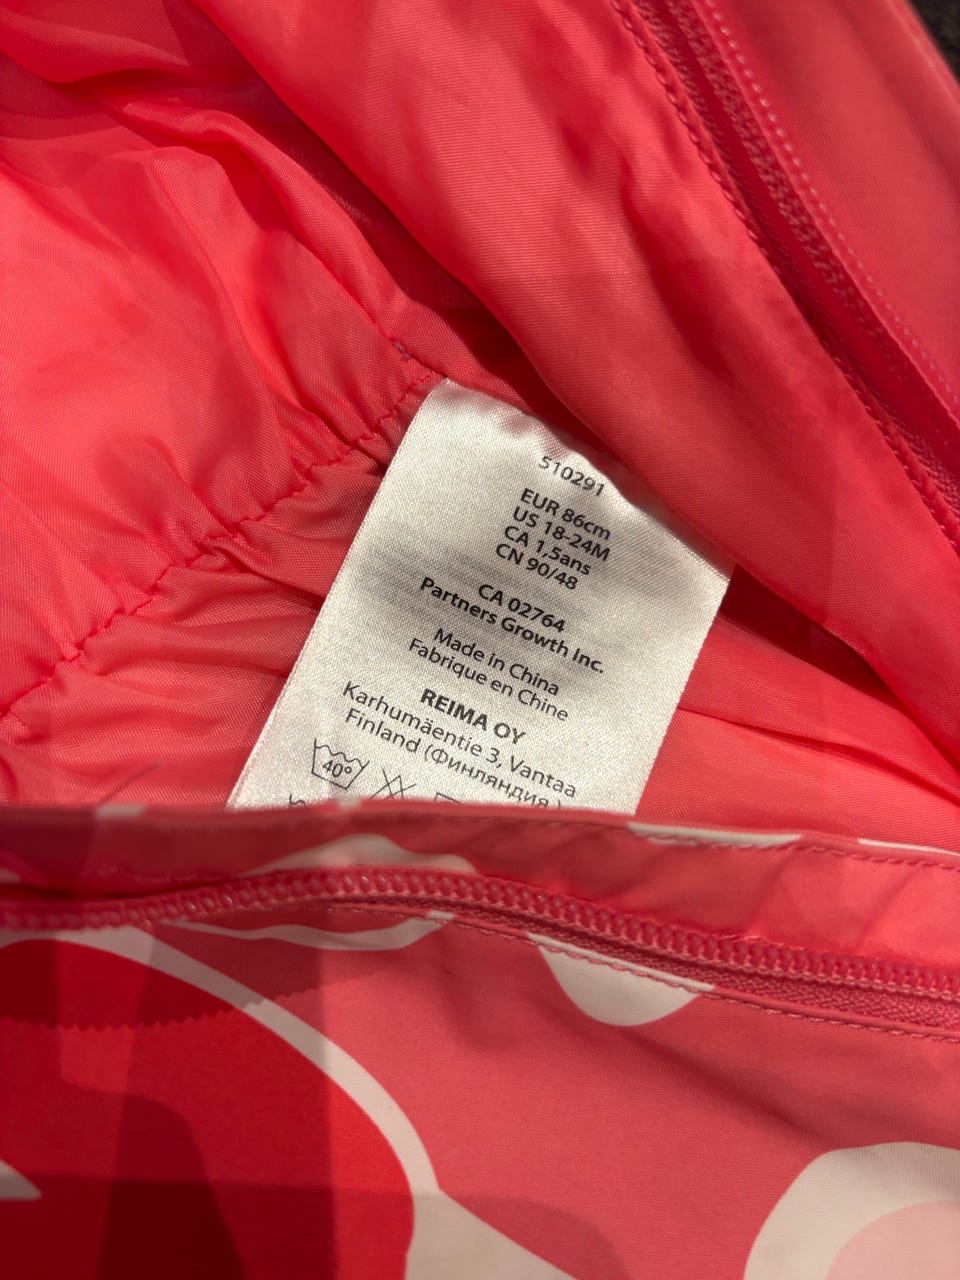 510291
EUR 86cm
US 18-24M
CA 1,5ans
CN 90/48
CA 02764
Partners Growth Inc.
Made in China
Fabrique en Chine
REIMA OY
Karhumäentie 3, Vantaa
Finland (Финляндия)
40°